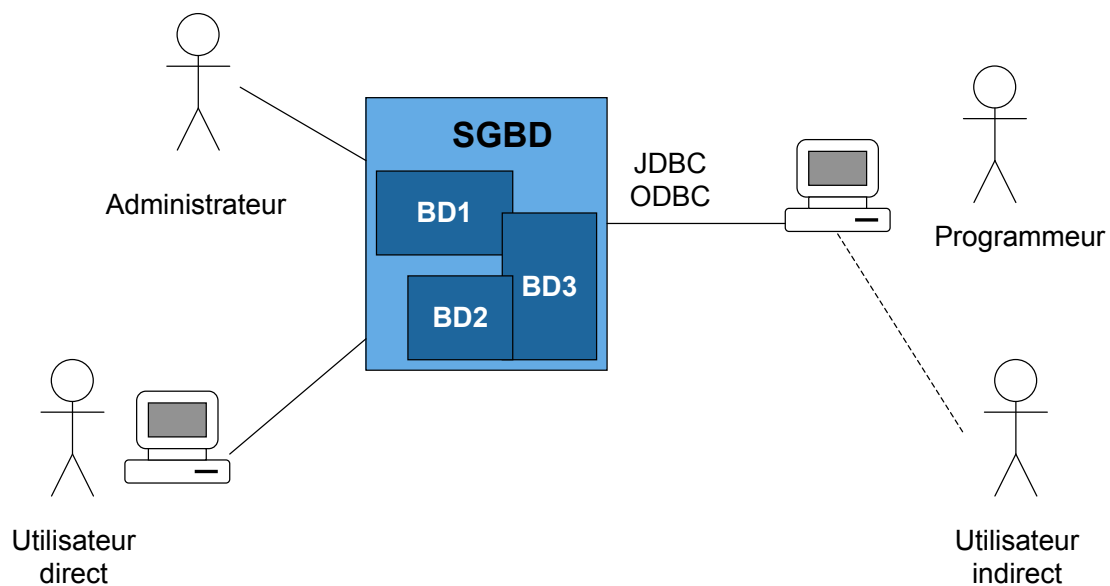 SGBD
JDBC
ODBC
Administrateur
BD1
Programmeur
BD3
BD2
Utilisateur
direct
Utilisateur
indirect